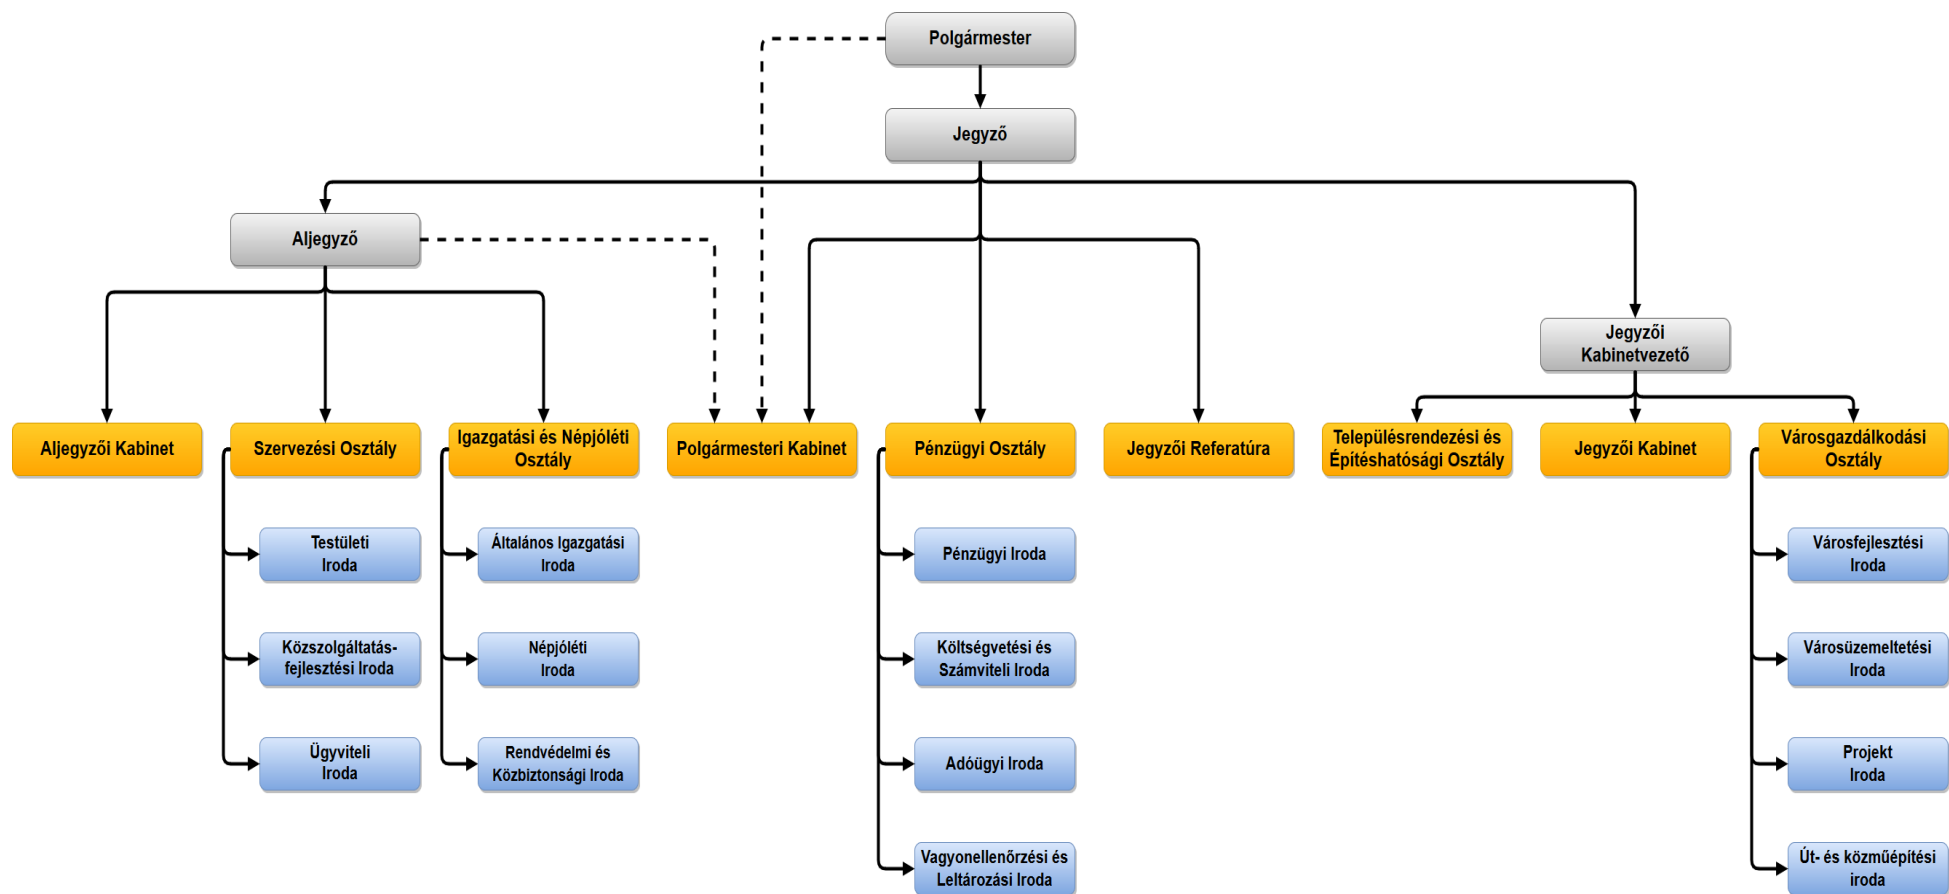 Polgármester
Jegyző
Aljegyző
Jegyzői
Kabinetvezető
Aljegyzői Kabinet
Szervezési Osztály
Igazgatási és Népjóléti
Osztály
Polgármesteri Kabinet
Pénzügyi Osztály
Jegyzői Referatúra
Településrendezési és
Építéshatósági Osztály
Jegyzői Kabinet
Városgazdálkodási
Osztály
Testületi
Iroda
Általános Igazgatási
Iroda
Pénzügyi Iroda
Városfejlesztési
Iroda
Közszolgáltatás-
fejlesztési Iroda
Népjóléti
Iroda
Költségvetési és
Számviteli Iroda
Városüzemeltetési
Iroda
Ügyviteli
Iroda
Rendvédelmi és
Közbiztonsági Iroda
Adóügyi Iroda
Projekt
Iroda
Vagyonellenőrzési és
Leltározási Iroda
Út- és közműépítési
iroda